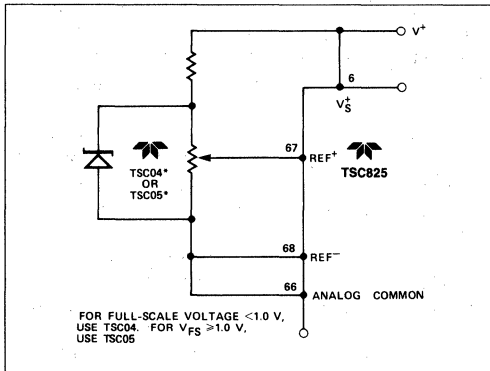 V+
6
VS+
67
REF+
TSC04*
OR
TSC05*
TSC825
68
REF−
66
ANALOG COMMON
FOR FULL-SCALE VOLTAGE <1.0 V,
USE TSC04. FOR VFS ≥1.0 V,
USE TSC05